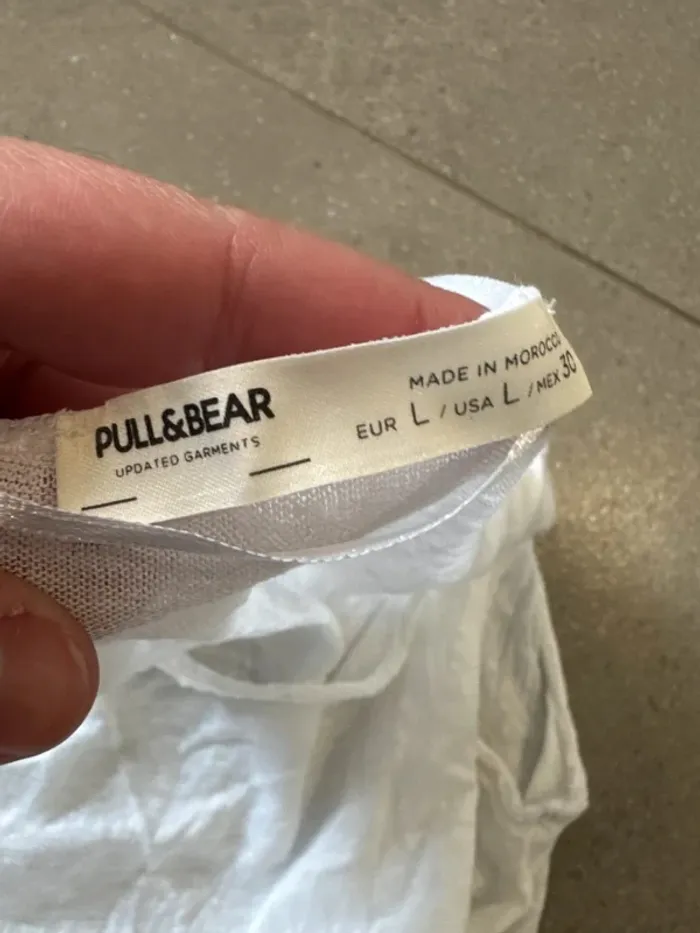 PULL&BEAR
UPDATED GARMENTS
MADE IN MOROCCO
EUR L / USA L / MEX 30